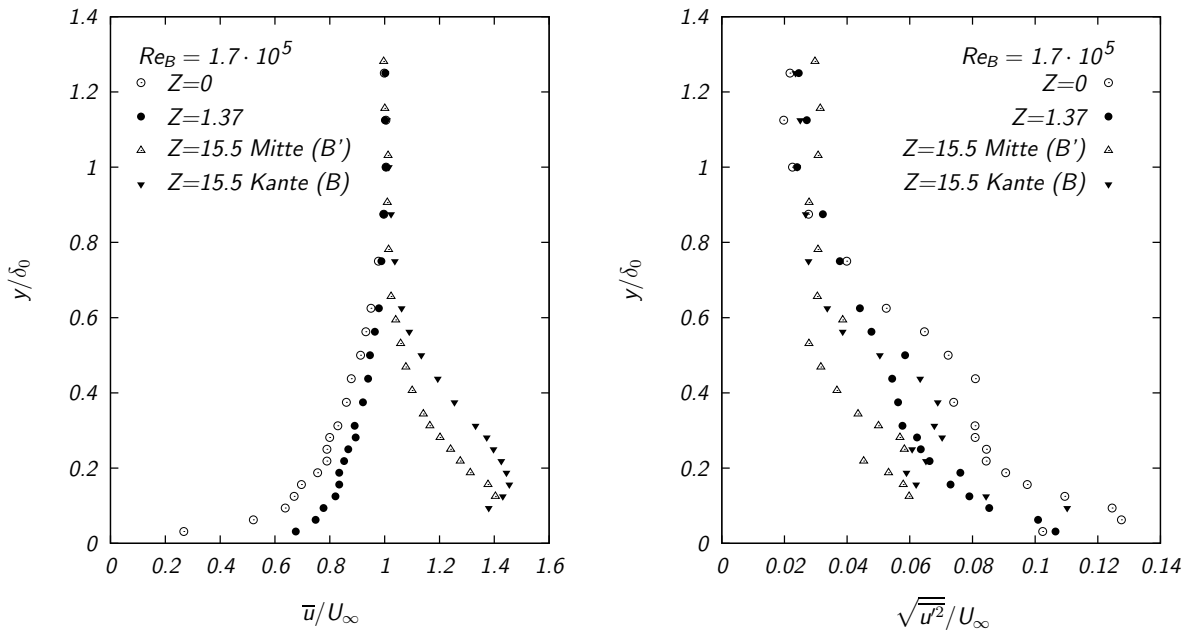 1.4
1.2
1
0.8
0.6
0.4
0.2
0
y/δ₀
Re_B = 1.7 · 10⁵
Z=0
Z=1.37
Z=15.5 Mitte (B')
Z=15.5 Kante (B)
0 0.2 0.4 0.6 0.8 1 1.2 1.4 1.6
u̅/U_∞
1.4
1.2
1
0.8
0.6
0.4
0.2
0
y/δ₀
Re_B = 1.7 · 10⁵
Z=0
Z=1.37
Z=15.5 Mitte (B')
Z=15.5 Kante (B)
0 0.02 0.04 0.06 0.08 0.1 0.12 0.14
√u'²/U_∞